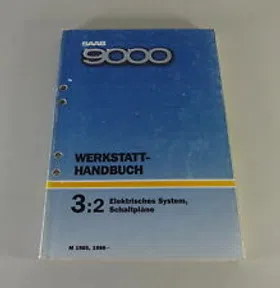 SAAB
9000
WERKSTATT-
HANDBUCH
3:2 Elektrisches System,
Schaltpläne
M 1985, 1986–